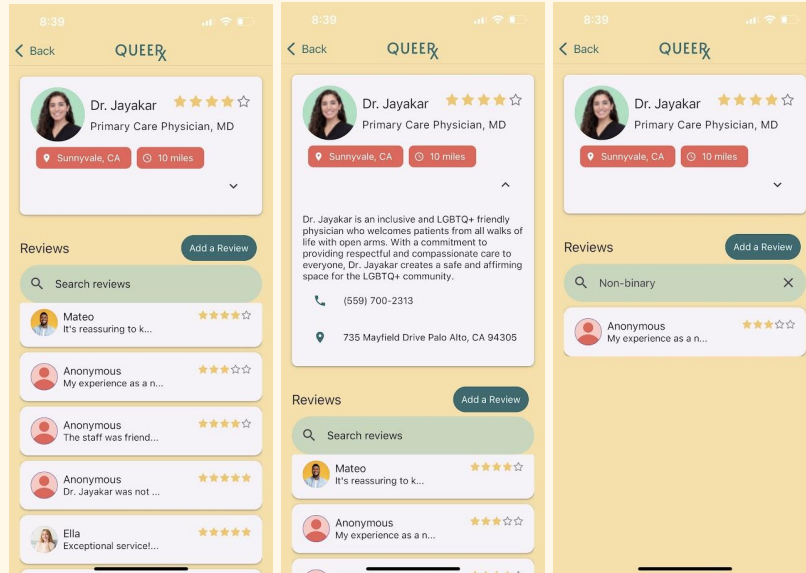 8:39
Back
QUEERx
Dr. Jayakar
Primary Care Physician, MD
Sunnyvale, CA
10 miles
Reviews
Add a Review
Search reviews
Mateo
It's reassuring to k...
Anonymous
My experience as a n...
Anonymous
The staff was friend...
Anonymous
Dr. Jayakar was not ...
Ella
Exceptional service!...
8:39
Back
QUEERx
Dr. Jayakar
Primary Care Physician, MD
Sunnyvale, CA
10 miles
Dr. Jayakar is an inclusive and LGBTQ+ friendly
physician who welcomes patients from all walks of
life with open arms. With a commitment to
providing respectful and compassionate care to
everyone, Dr. Jayakar creates a safe and affirming
space for the LGBTQ+ community.
(559) 700-2313
735 Mayfield Drive Palo Alto, CA 94305
Reviews
Add a Review
Search reviews
Mateo
It's reassuring to k...
Anonymous
My experience as a n...
8:39
Back
QUEERx
Dr. Jayakar
Primary Care Physician, MD
Sunnyvale, CA
10 miles
Reviews
Add a Review
Non-binary
Anonymous
My experience as a n...